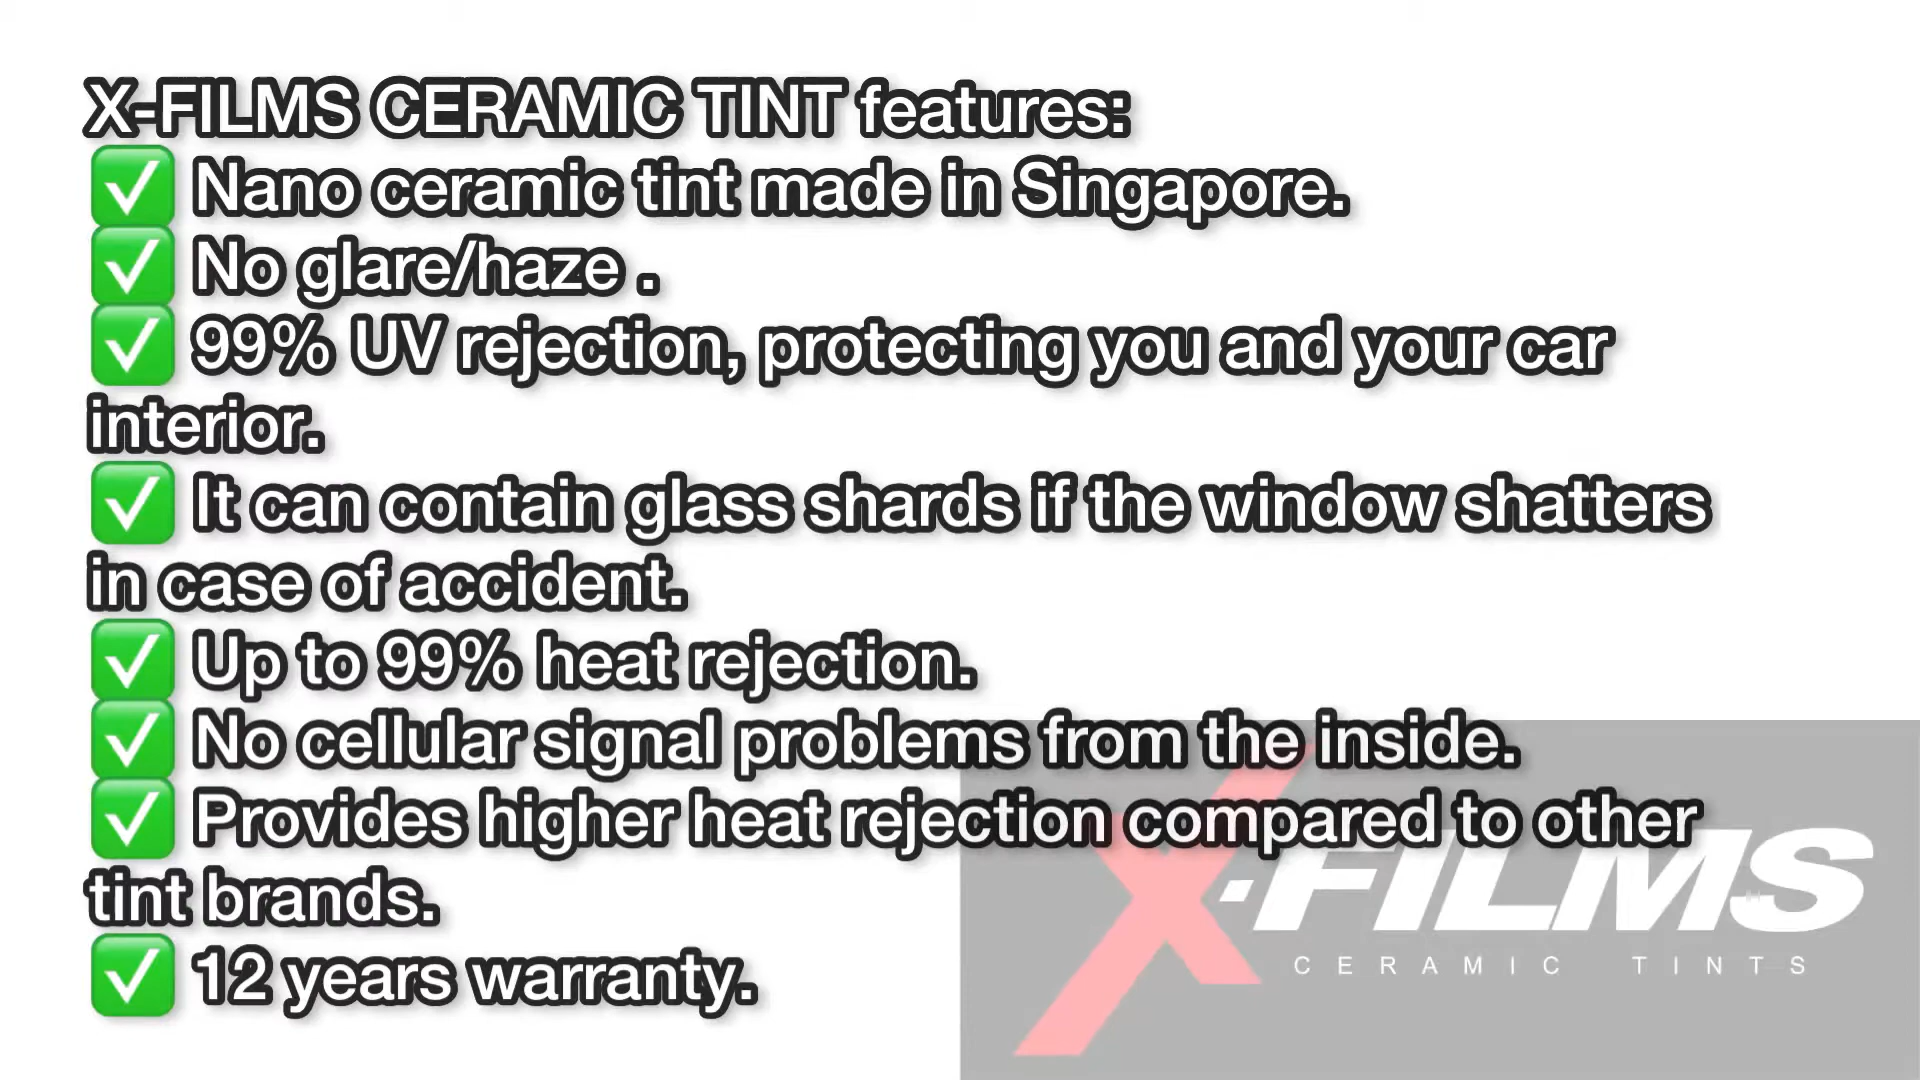 X-FILMS CERAMIC TINT features:
✅ Nano ceramic tint made in Singapore.
✅ No glare/haze .
✅ 99% UV rejection, protecting you and your car
interior.
✅ It can contain glass shards if the window shatters
in case of accident.
✅ Up to 99% heat rejection.
✅ No cellular signal problems from the inside.
✅ Provides higher heat rejection compared to other
tint brands.
✅ 12 years warranty.
X-FILMS
CERAMIC TINTS